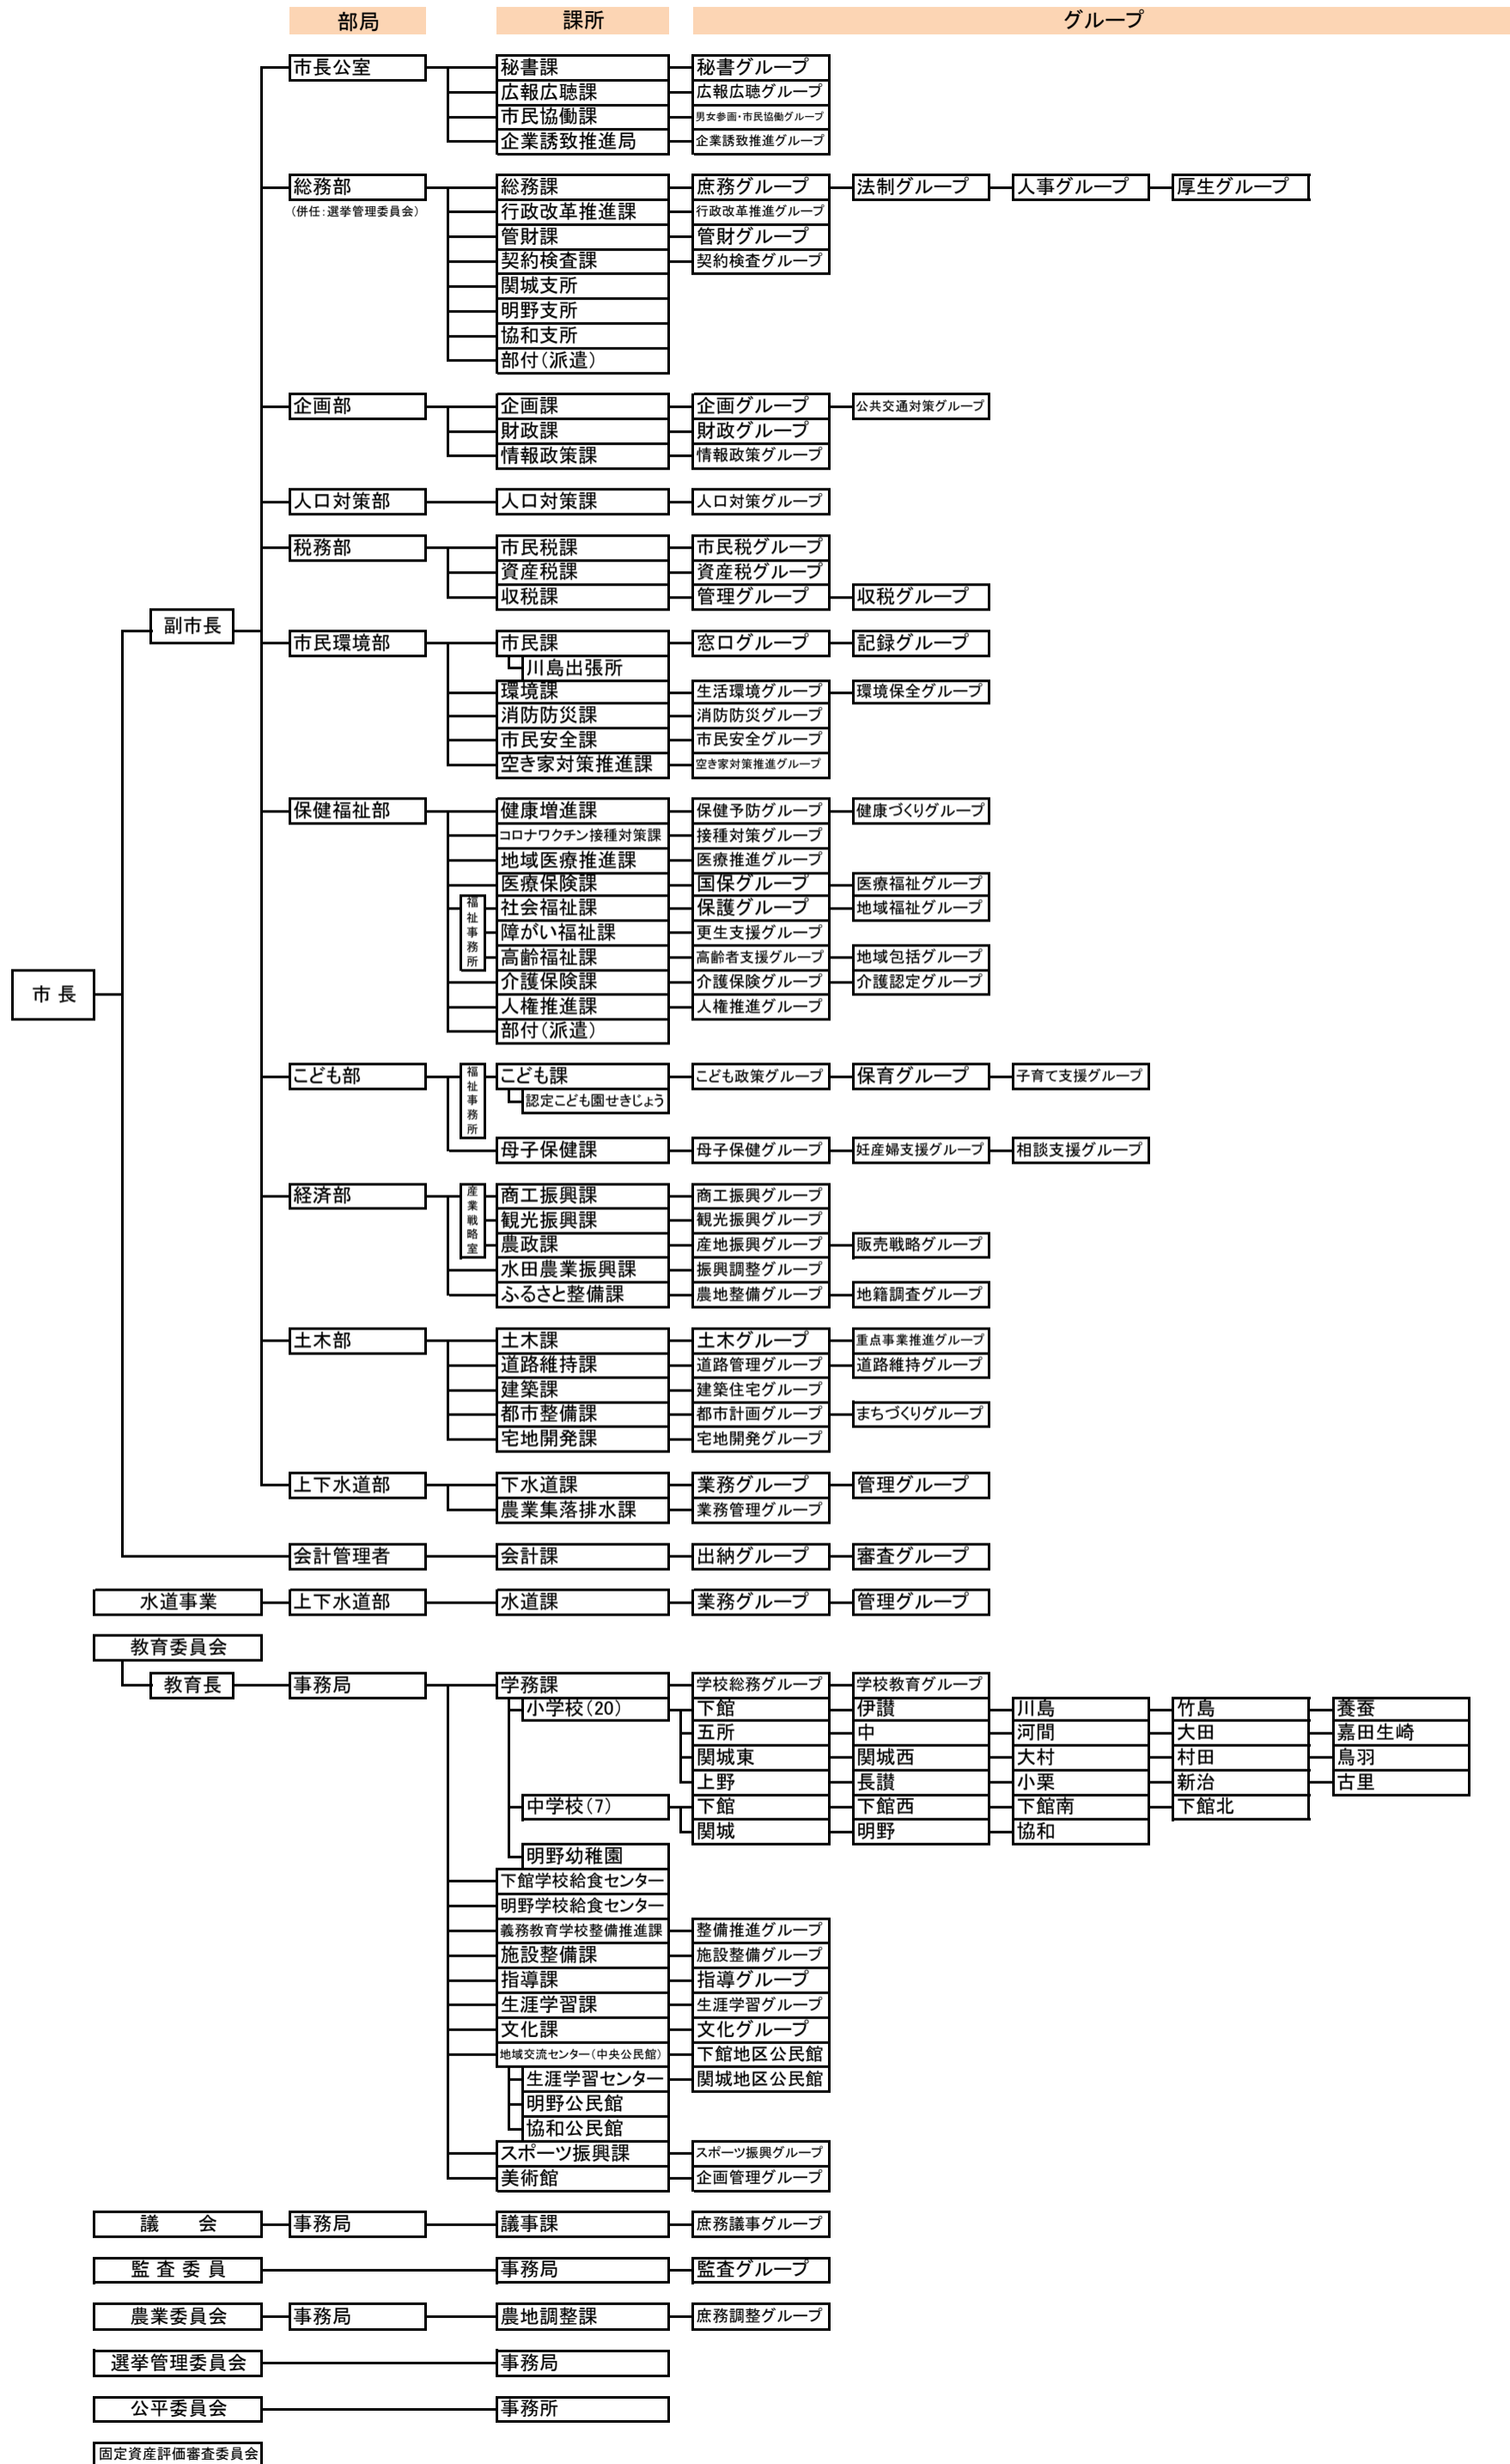 部局 課所 グループ
市長公室 秘書課 秘書グループ
広報広聴課 広報広聴グループ
市民協働課 男女参画・市民協働グループ
企業誘致推進局 企業誘致推進グループ
総務部 総務課 庶務グループ 法制グループ 人事グループ 厚生グループ
(併任:選挙管理委員会) 行政改革推進課 行政改革推進グループ
管財課 管財グループ
契約検査課 契約検査グループ
関城支所
明野支所
協和支所
部付(派遣)
企画部 企画課 企画グループ 公共交通対策グループ
財政課 財政グループ
情報政策課 情報政策グループ
人口対策部 人口対策課 人口対策グループ
税務部 市民税課 市民税グループ
資産税課 資産税グループ
収税課 管理グループ 収税グループ
副市長
市民環境部 市民課 窓口グループ 記録グループ
川島出張所
環境課 生活環境グループ 環境保全グループ
消防防災課 消防防災グループ
市民安全課 市民安全グループ
空き家対策推進課 空き家対策推進グループ
保健福祉部 健康増進課 保健予防グループ 健康づくりグループ
コロナワクチン接種対策課 接種対策グループ
地域医療推進課 医療推進グループ
医療保険課 国保グループ 医療福祉グループ
福祉事務所 社会福祉課 保護グループ 地域福祉グループ
障がい福祉課 更生支援グループ
高齢福祉課 高齢者支援グループ 地域包括グループ
介護保険課 介護保険グループ 介護認定グループ
市長
人権推進課 人権推進グループ
部付(派遣)
こども部 福祉事務所 こども課 こども政策グループ 保育グループ 子育て支援グループ
認定こども園せきじょう
母子保健課 母子保健グループ 妊産婦支援グループ 相談支援グループ
経済部 産業戦略室 商工振興課 商工振興グループ
観光振興課 観光振興グループ
農政課 産地振興グループ 販売戦略グループ
水田農業振興課 振興調整グループ
ふるさと整備課 農地整備グループ 地籍調査グループ
土木部 土木課 土木グループ 重点事業推進グループ
道路維持課 道路管理グループ 道路維持グループ
建築課 建築住宅グループ
都市整備課 都市計画グループ まちづくりグループ
宅地開発課 宅地開発グループ
上下水道部 下水道課 業務グループ 管理グループ
農業集落排水課 業務管理グループ
会計管理者 会計課 出納グループ 審査グループ
水道事業 上下水道部 水道課 業務グループ 管理グループ
教育委員会
教育長 事務局 学務課 学校総務グループ 学校教育グループ
小学校(20) 下館 伊讃 川島 竹島 養蚕
五所 中 河間 大田 嘉田生崎
関城東 関城西 大村 村田 鳥羽
上野 長讃 小栗 新治 古里
中学校(7) 下館 下館西 下館南 下館北
関城 明野 協和
明野幼稚園
下館学校給食センター
明野学校給食センター
義務教育学校整備推進課 整備推進グループ
施設整備課 施設整備グループ
指導課 指導グループ
生涯学習課 生涯学習グループ
文化課 文化グループ
地域交流センター(中央公民館) 下館地区公民館
生涯学習センター 関城地区公民館
明野公民館
協和公民館
スポーツ振興課 スポーツ振興グループ
美術館 企画管理グループ
議　会 事務局 議事課 庶務議事グループ
監査委員 事務局 監査グループ
農業委員会 事務局 農地調整課 庶務調整グループ
選挙管理委員会 事務局
公平委員会 事務所
固定資産評価審査委員会